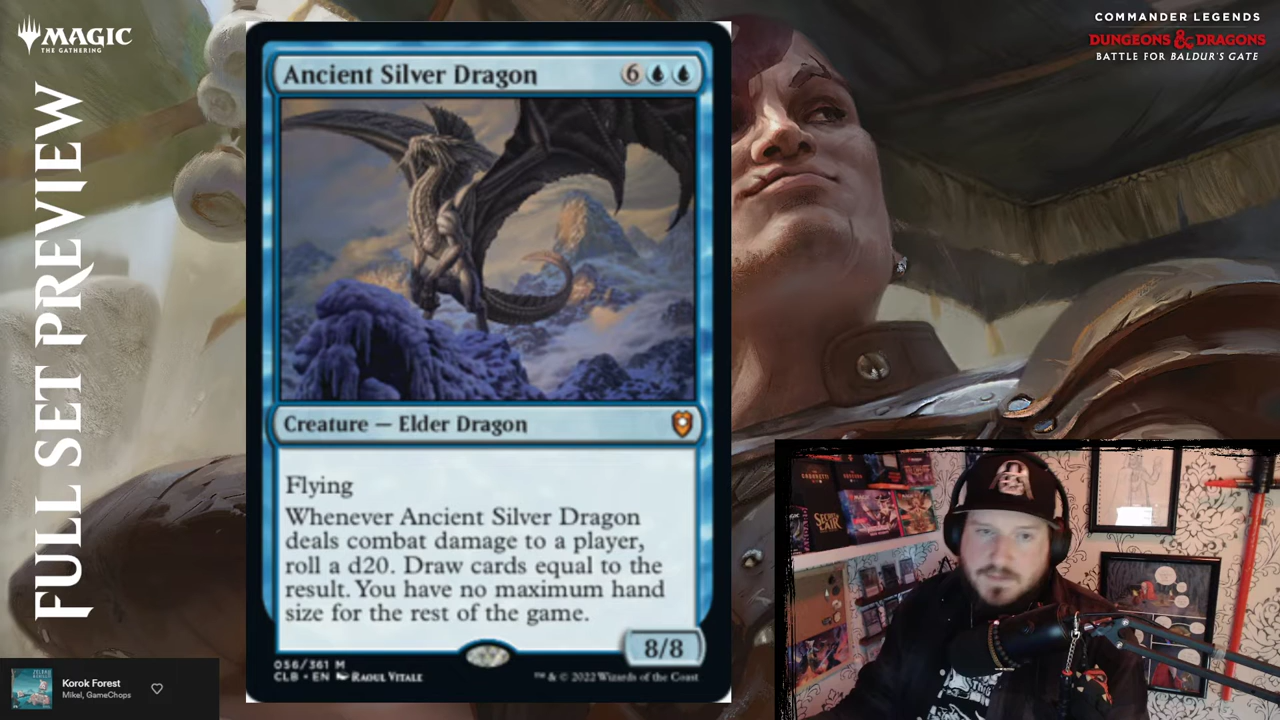 MAGIC
THE GATHERING
FULL SET PREVIEW
COMMANDER LEGENDS
DUNGEONS & DRAGONS
BATTLE FOR BALDUR'S GATE
Ancient Silver Dragon 6
Creature — Elder Dragon
Flying
Whenever Ancient Silver Dragon
deals combat damage to a player,
roll a d20. Draw cards equal to the
result. You have no maximum hand
size for the rest of the game.
8/8
056/361 M
CLB • EN RAOUL VITALE
™ & © 2022 Wizards of the Coast
Korok Forest
Mikel, GameChops
SECRET
LAIR